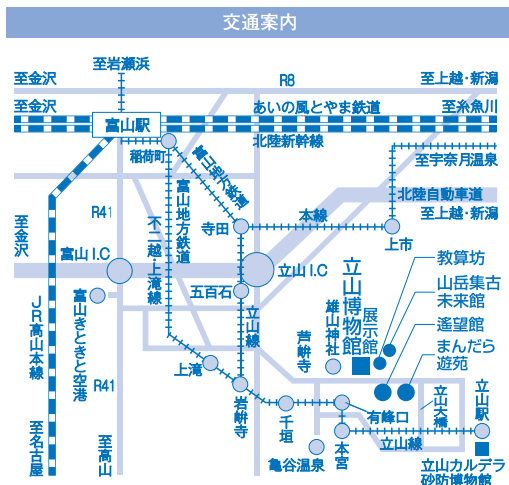 交通案内
至岩瀬浜
至金沢
R8
至上越・新潟
至金沢
あいの風とやま鉄道
至糸魚川
富山駅
北陸新幹線
稲荷町
富山地方鉄道
至宇奈月温泉
北陸自動車道
至上越・新潟
R41
不二越・上滝線
富山地方鉄道
寺田
本線
上市
至金沢
富山I.C
立山I.C
教算坊
山岳集古
未来館
遙望館
まんだら
遊苑
立山博物館
展示館
雄山神社
芦峅寺
五百石
立山線
富山きときと空港
JR高山本線
上滝
岩峅寺
R41
千垣
有峰口
立山大橋
立山駅
至名古屋
至高山
亀谷温泉
本宮
立山線
立山カルデラ
砂防博物館